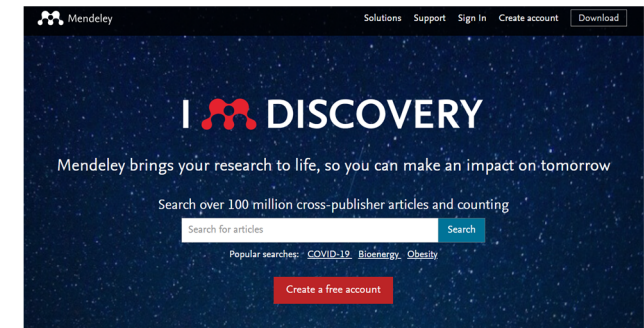 Mendeley Solutions Support Sign In Create account Download
I DISCOVERY
Mendeley brings your research to life, so you can make an impact on tomorrow
Search over 100 million cross-publisher articles and counting
Search for articles Search
Popular searches: COVID-19 Bioenergy Obesity
Create a free account